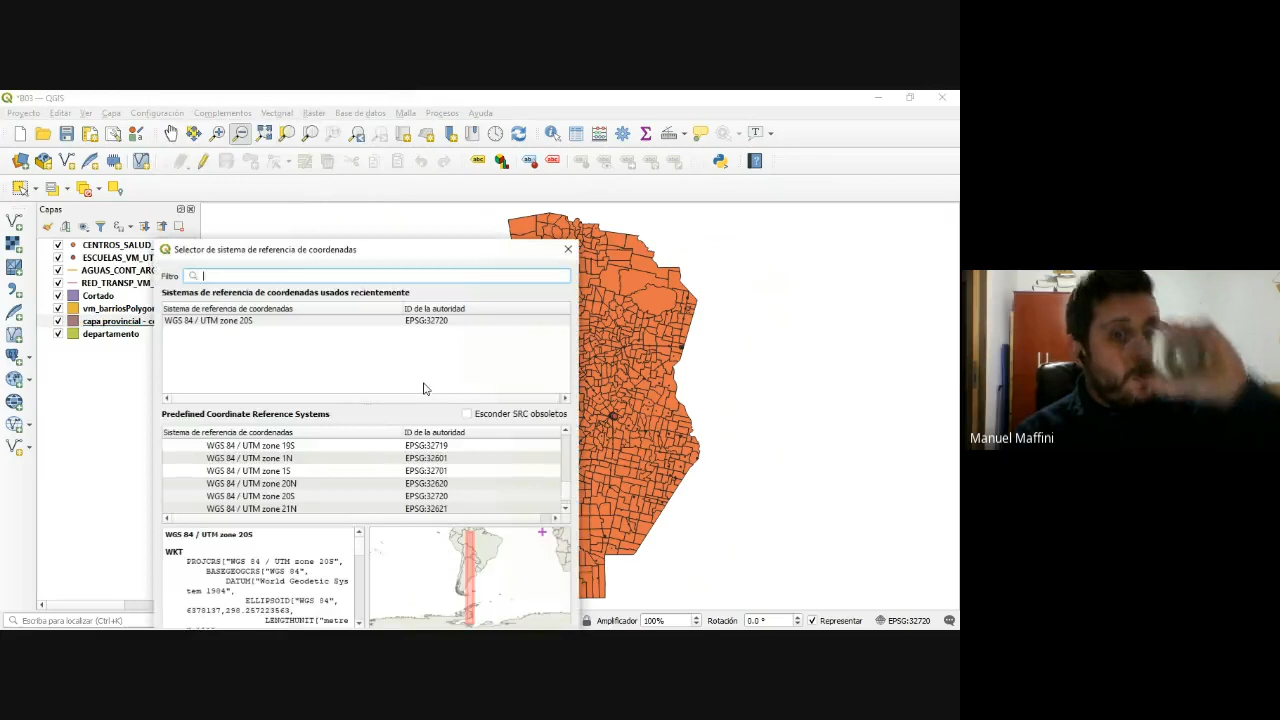 *B03 — QGIS
Proyecto Editar Ver Capa Configuración Complementos Vectorial Ráster Base de datos Malla Procesos Ayuda
Capas
CENTROS_SALUD_
ESCUELAS_VM_UT
AGUAS_CONT_ARC
RED_TRANSP_VM_
Cortado
vm_barriosPolygor
capa provincial - c
departamento
Selector de sistema de referencia de coordenadas
Filtro
Sistemas de referencia de coordenadas usados recientemente
Sistema de referencia de coordenadas ID de la autoridad
WGS 84 / UTM zone 20S EPSG:32720
Predefined Coordinate Reference Systems Esconder SRC obsoletos
Sistema de referencia de coordenadas ID de la autoridad
WGS 84 / UTM zone 19S EPSG:32719
WGS 84 / UTM zone 1N EPSG:32601
WGS 84 / UTM zone 1S EPSG:32701
WGS 84 / UTM zone 20N EPSG:32620
WGS 84 / UTM zone 20S EPSG:32720
WGS 84 / UTM zone 21N EPSG:32621
WGS 84 / UTM zone 20S
WKT
PROJCRS["WGS 84 / UTM zone 20S",
BASEGEOGCRS["WGS 84",
DATUM["World Geodetic Sys
tem 1984",
ELLIPSOID["WGS 84",
6378137,298.257223563,
LENGTHUNIT["metre
Escriba para localizar (Ctrl+K)
Amplificador 100% Rotación 0.0 ° Representar EPSG:32720
Manuel Maffini